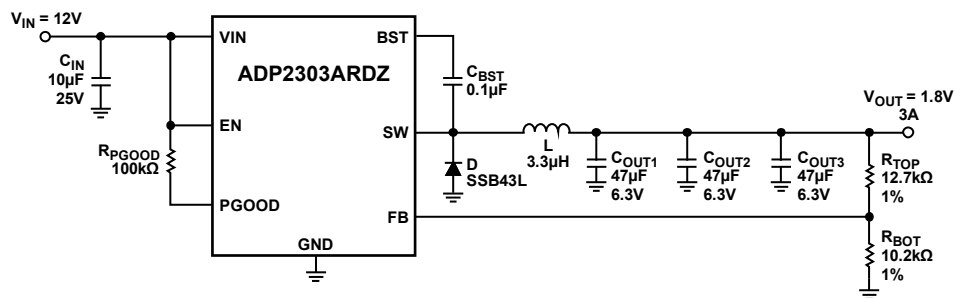 VIN = 12V
CIN
10µF
25V
RPGOOD
100kΩ
VIN
EN
PGOOD
ADP2303ARDZ
GND
BST
SW
FB
CBST
0.1µF
D
SSB43L
L
3.3µH
COUT1
47µF
6.3V
COUT2
47µF
6.3V
COUT3
47µF
6.3V
VOUT = 1.8V
3A
RTOP
12.7kΩ
1%
RBOT
10.2kΩ
1%